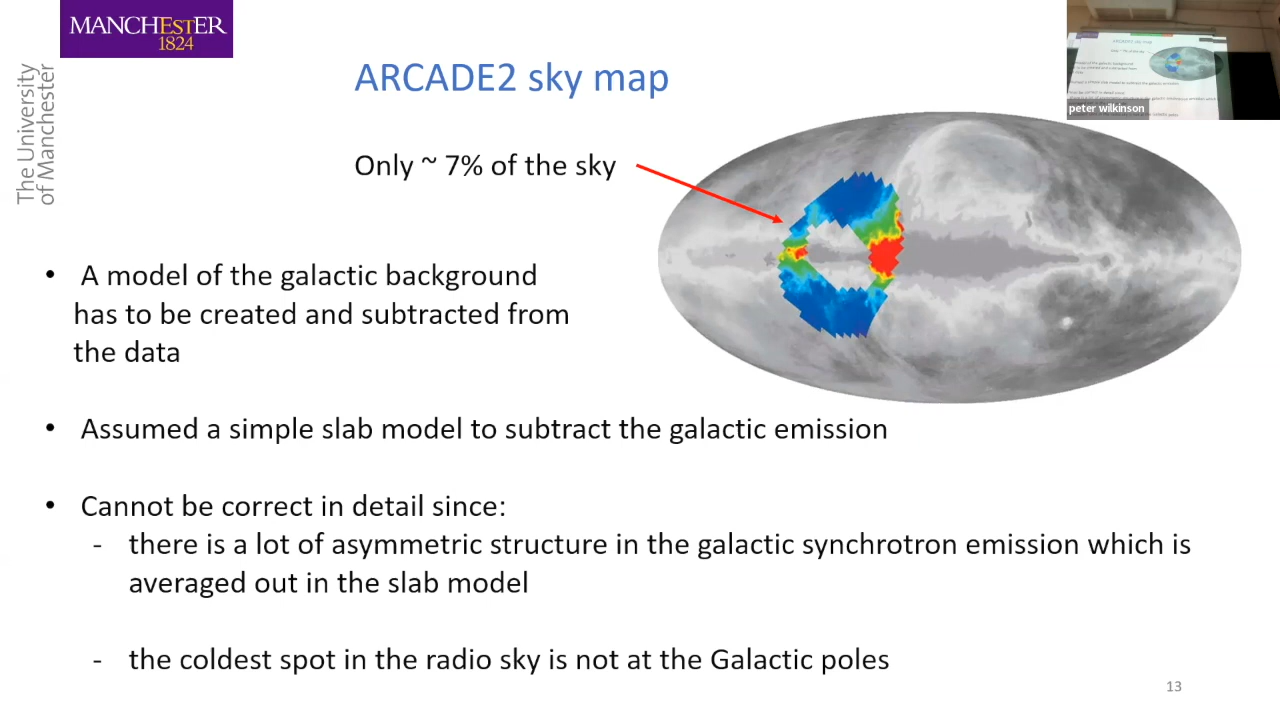 MANCHESTER
1824
The University
of Manchester
ARCADE2 sky map
peter wilkinson
Only ~ 7% of the sky
• A model of the galactic background
has to be created and subtracted from
the data
• Assumed a simple slab model to subtract the galactic emission
• Cannot be correct in detail since:
- there is a lot of asymmetric structure in the galactic synchrotron emission which is
averaged out in the slab model
- the coldest spot in the radio sky is not at the Galactic poles
13